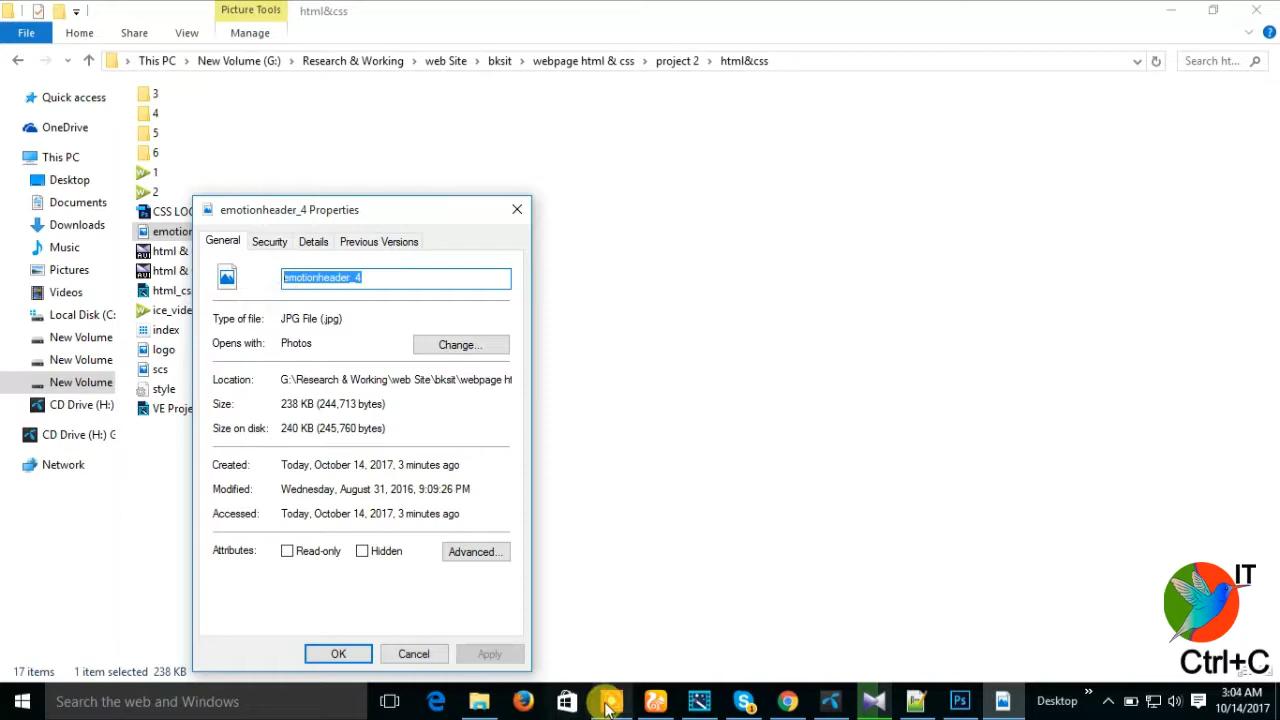 Picture Tools
html&css
File
Home
Share
View
Manage
This PC
New Volume (G:)
Research & Working
web Site
bksit
webpage html & css
project 2
html&css
Search ht...
Quick access
OneDrive
This PC
Desktop
Documents
Downloads
Music
Pictures
Videos
Local Disk (C:
New Volume
New Volume
New Volume
CD Drive (H:)
CD Drive (H:) G
Network
3
4
5
6
1
2
CSS LOG
emotion
html &
html &
html_cs
ice_vide
index
logo
scs
style
VE Proje
emotionheader_4 Properties
General
Security
Details
Previous Versions
emotionheader_4
Type of file: JPG File (.jpg)
Opens with: Photos
Change...
Location: G:\Research & Working\web Site\bksit\webpage ht
Size: 238 KB (244,713 bytes)
Size on disk: 240 KB (245,760 bytes)
Created: Today, October 14, 2017, 3 minutes ago
Modified: Wednesday, August 31, 2016, 9:09:26 PM
Accessed: Today, October 14, 2017, 3 minutes ago
Attributes: Read-only Hidden
Advanced...
OK
Cancel
Apply
IT
Ctrl+C
17 items 1 item selected 238 KB
Search the web and Windows
Desktop
3:04 AM
10/14/2017